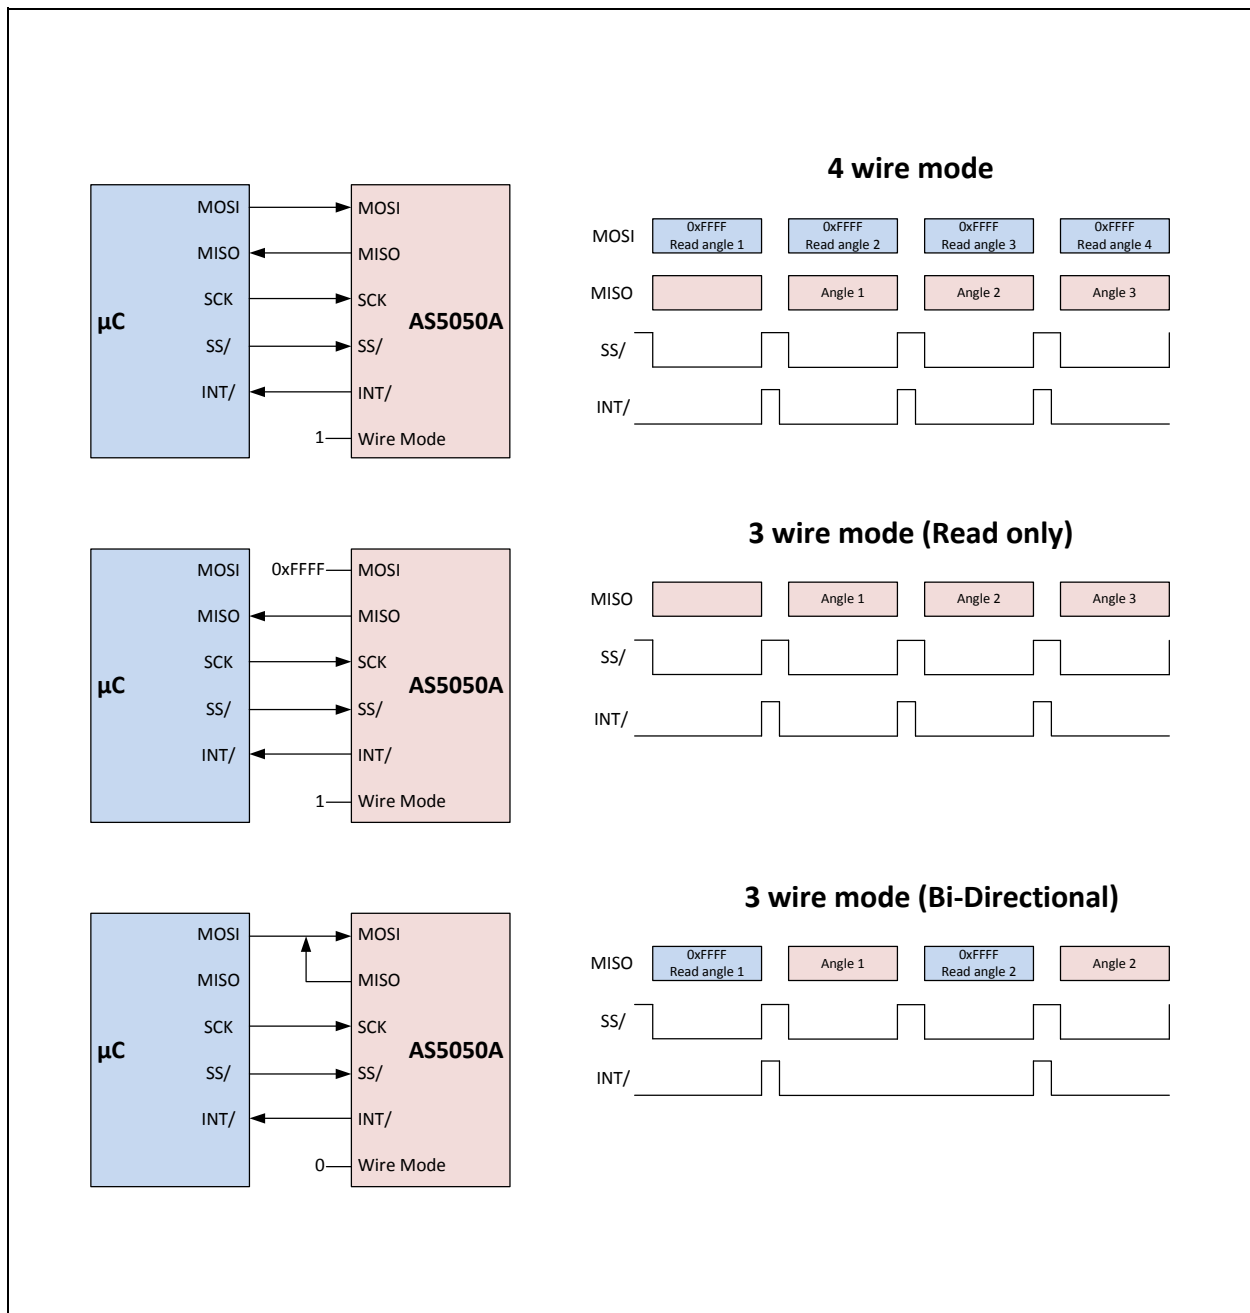 4 wire mode
MOSI MOSI
MISO MISO
SCK SCK
µC AS5050A
SS/ SS/
INT/ INT/
1 Wire Mode
MOSI 0xFFFF 0xFFFF 0xFFFF 0xFFFF
Read angle 1 Read angle 2 Read angle 3 Read angle 4
MISO Angle 1 Angle 2 Angle 3
SS/
INT/
3 wire mode (Read only)
MOSI 0xFFFF MOSI
MISO MISO
SCK SCK
µC AS5050A
SS/ SS/
INT/ INT/
1 Wire Mode
MISO Angle 1 Angle 2 Angle 3
SS/
INT/
3 wire mode (Bi-Directional)
MOSI MOSI
MISO MISO
SCK SCK
µC AS5050A
SS/ SS/
INT/ INT/
0 Wire Mode
MISO 0xFFFF Angle 1 0xFFFF Angle 2
Read angle 1 Read angle 2
SS/
INT/